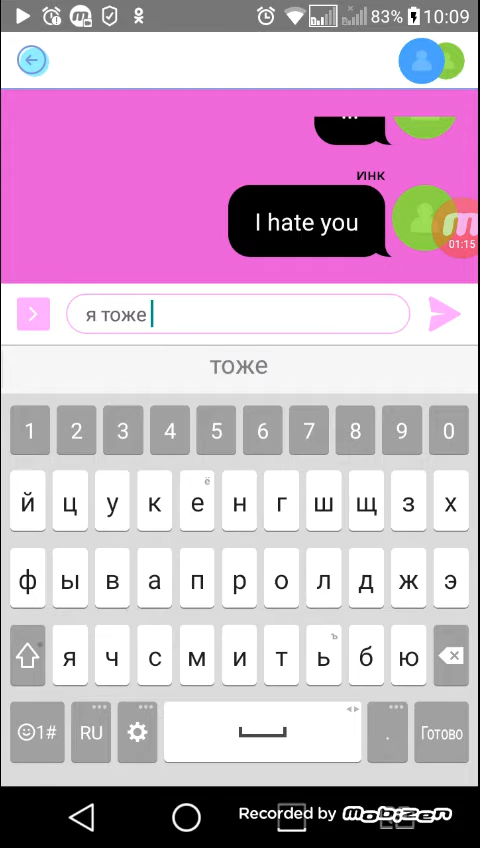 83% 10:09
...
инк
I hate you
01:15
я тоже
тоже
1 2 3 4 5 6 7 8 9 0
й ц у к е ё н г ш щ з х
ф ы в а п р о л д ж э
я ч с м и т ь ъ б ю
1# RU . Готово
Recorded by Mobizen